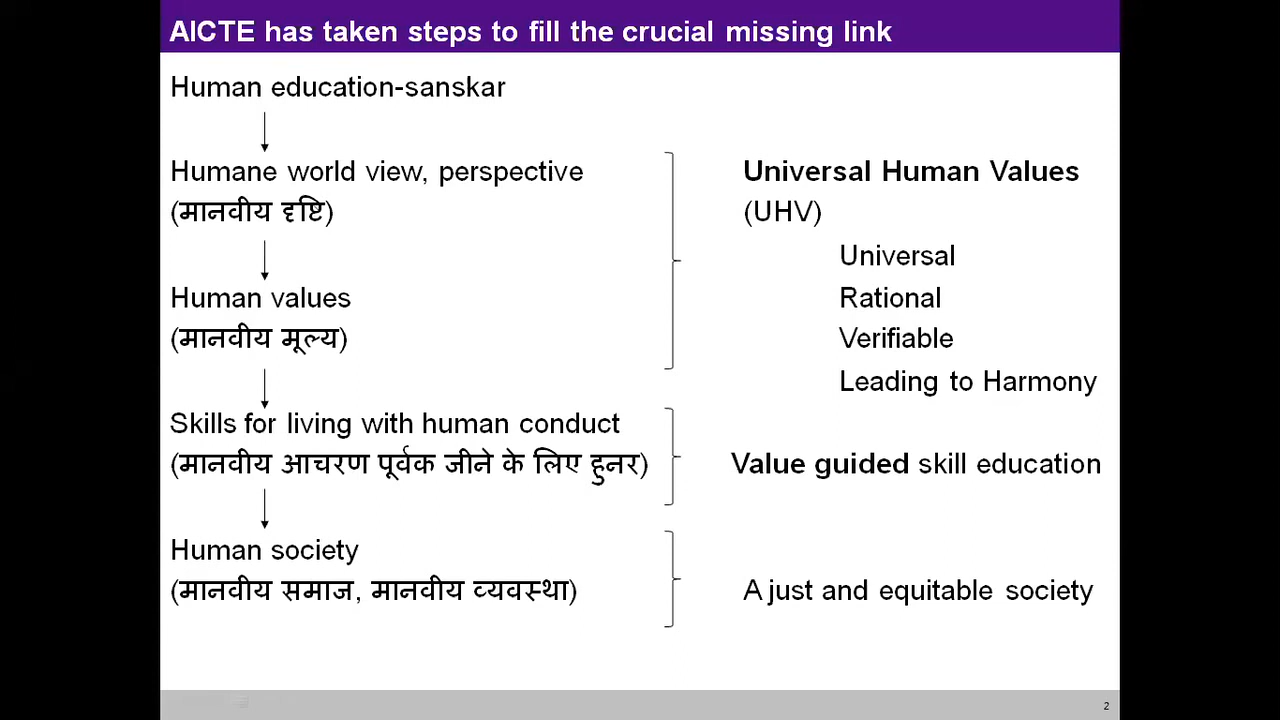 AICTE has taken steps to fill the crucial missing link
Human education-sanskar
Humane world view, perspective
(मानवीय दृष्टि)
Human values
(मानवीय मूल्य)
Skills for living with human conduct
(मानवीय आचरण पूर्वक जीने के लिए हुनर)
Human society
(मानवीय समाज, मानवीय व्यवस्था)
Universal Human Values
(UHV)
Universal
Rational
Verifiable
Leading to Harmony
Value guided skill education
A just and equitable society
2